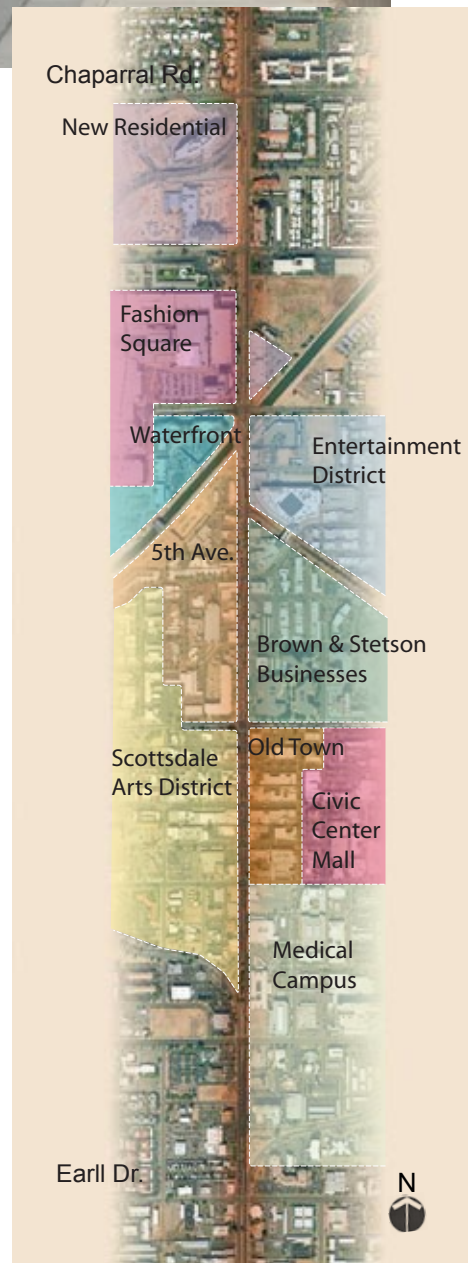 Chaparral Rd.
New Residential
Fashion
Square
Waterfront
Entertainment
District
5th Ave.
Brown & Stetson
Businesses
Old Town
Scottsdale
Arts District
Civic
Center
Mall
Medical
Campus
Earll Dr.
N